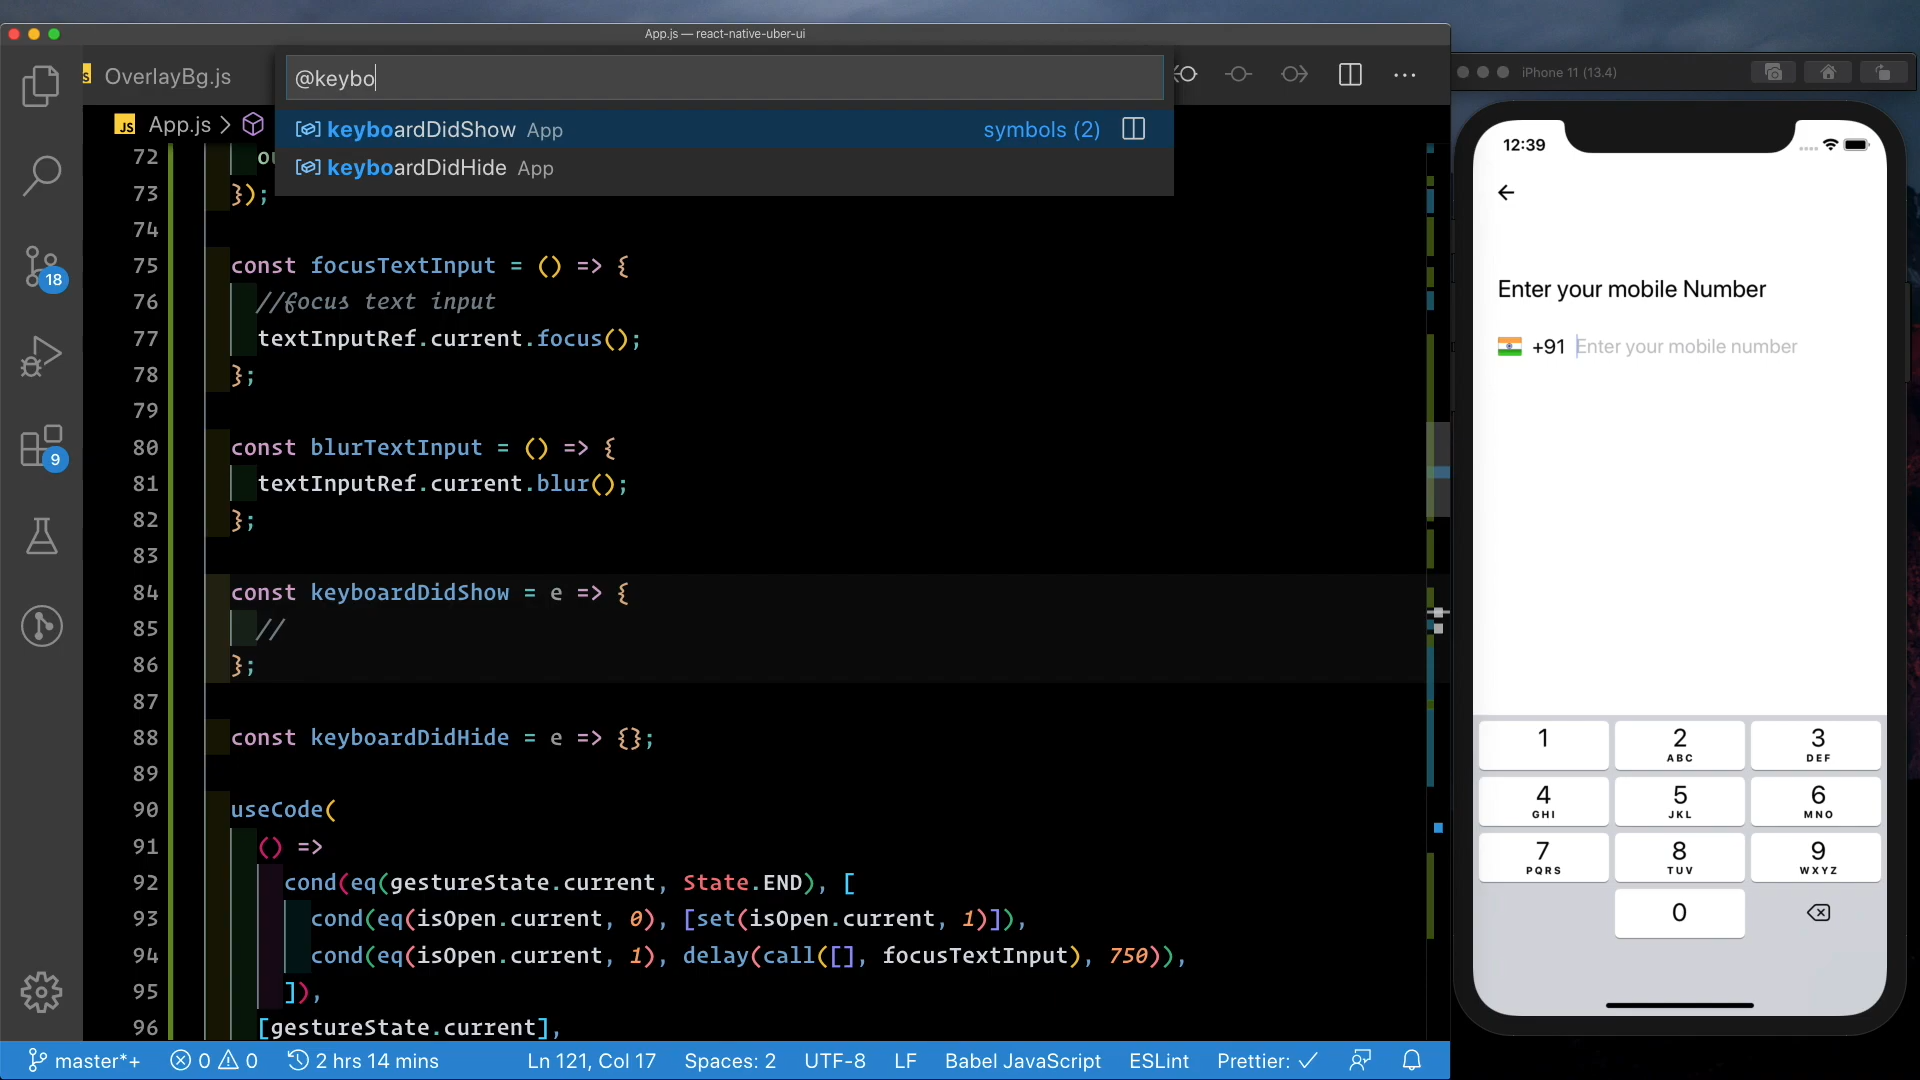 App.js — react-native-uber-ui
OverlayBg.js
@keybo
keyboardDidShow App symbols (2)
keyboardDidHide App
JS App.js
72 ou
73 });
74
75 const focusTextInput = () => {
76 //focus text input
77 textInputRef.current.focus();
78 };
79
80 const blurTextInput = () => {
81 textInputRef.current.blur();
82 };
83
84 const keyboardDidShow = e => {
85 //
86 };
87
88 const keyboardDidHide = e => {};
89
90 useCode(
91 () =>
92 cond(eq(gestureState.current, State.END), [
93 cond(eq(isOpen.current, 0), [set(isOpen.current, 1)]),
94 cond(eq(isOpen.current, 1), delay(call([], focusTextInput), 750)),
95 ]),
96 [gestureState.current],
18
9
master*+ 0 0 2 hrs 14 mins Ln 121, Col 17 Spaces: 2 UTF-8 LF Babel JavaScript ESLint Prettier: ✓
iPhone 11 (13.4)
12:39
Enter your mobile Number
+91 Enter your mobile number
1 2 3
ABC DEF
4 5 6
GHI JKL MNO
7 8 9
PQRS TUV WXYZ
0